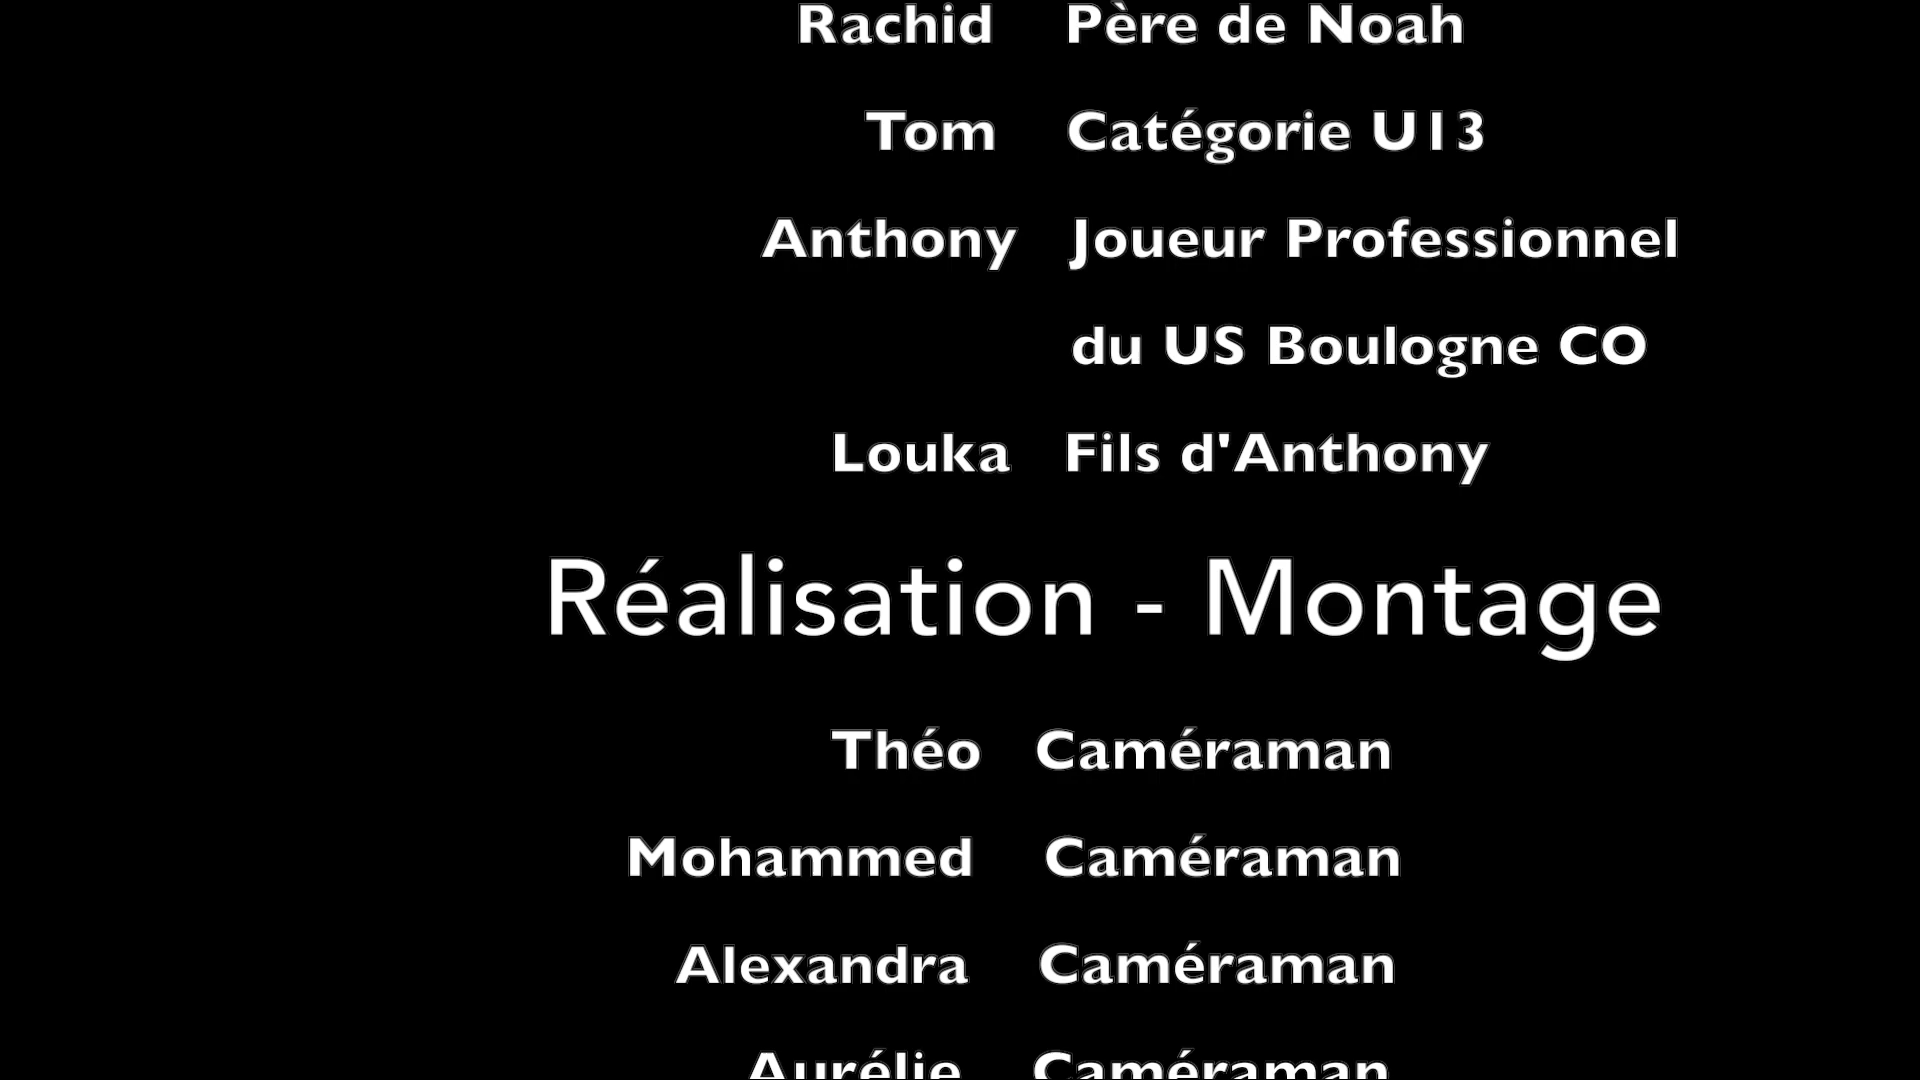 Rachid Père de Noah
Tom Catégorie U13
Anthony Joueur Professionnel
du US Boulogne CO
Louka Fils d'Anthony
Réalisation - Montage
Théo Caméraman
Mohammed Caméraman
Alexandra Caméraman
Aurélie Caméraman